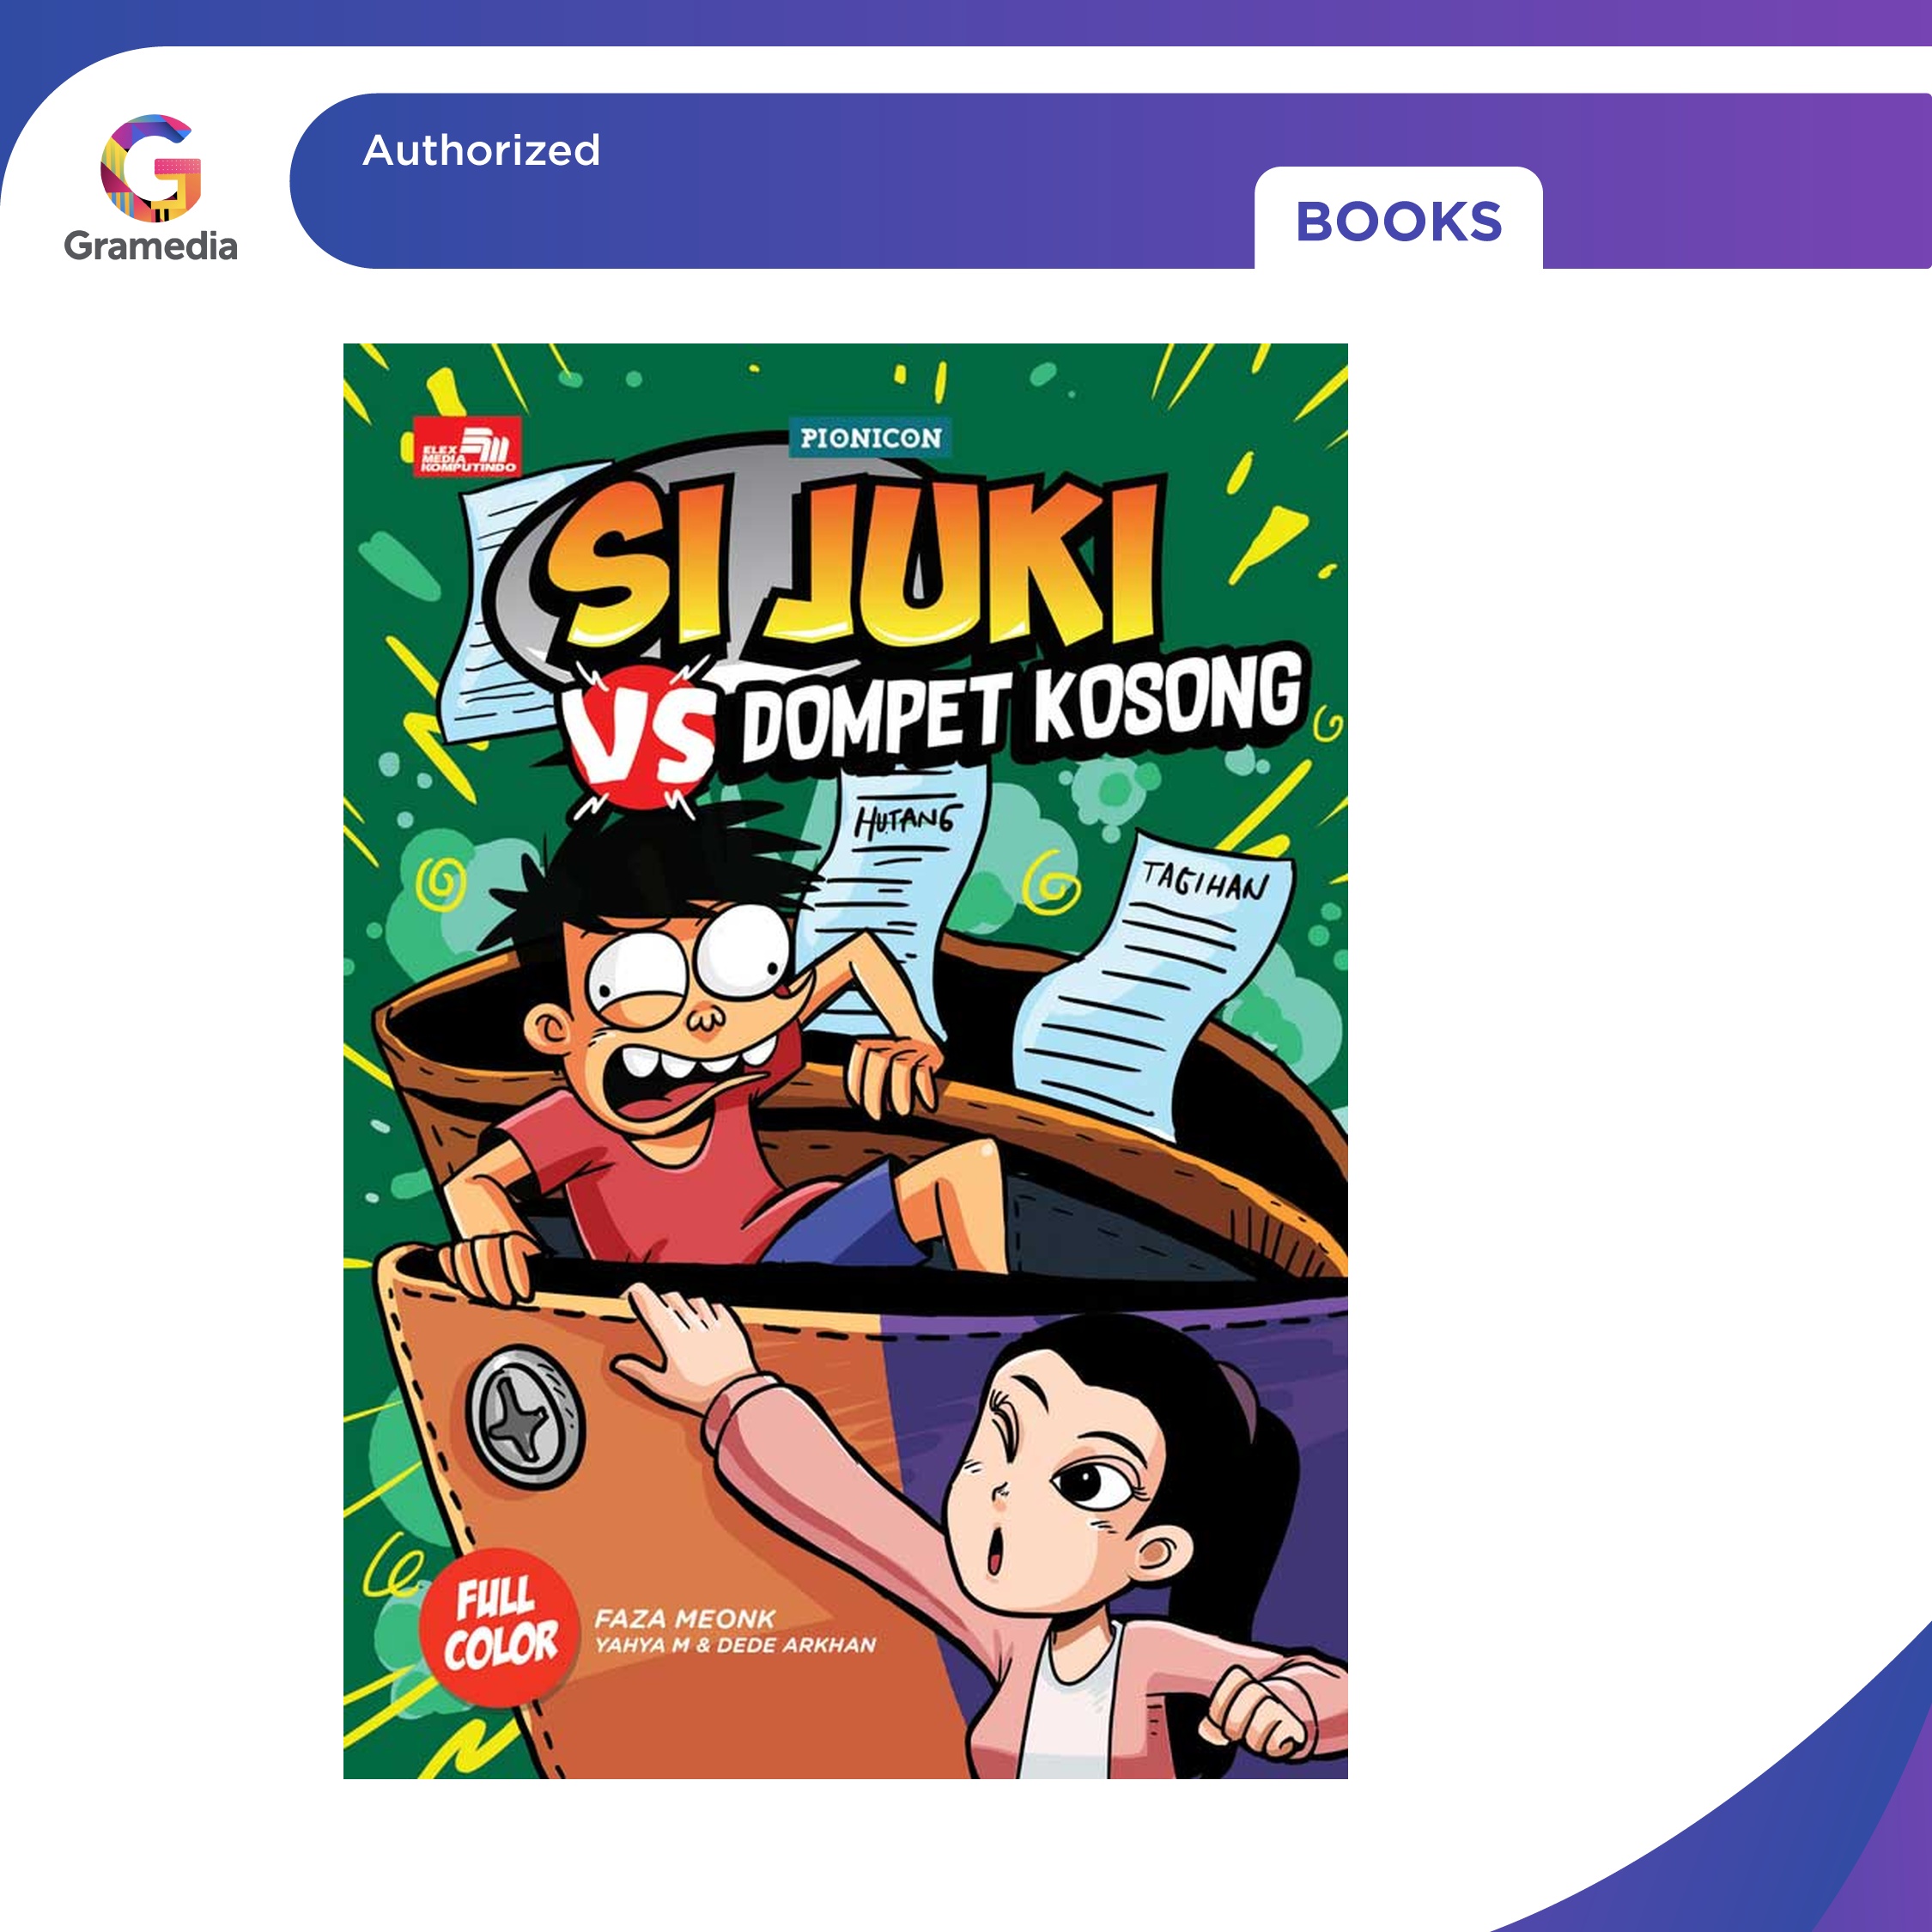 Authorized
BOOKS
Gramedia
ELEX
MEDIA
KOMPUTINDO
PIONICON
SI JUKI
VS DOMPET KOSONG
HUTANG
TAGIHAN
FULL
COLOR
FAZA MEONK
YAHYA M & DEDE ARKHAN